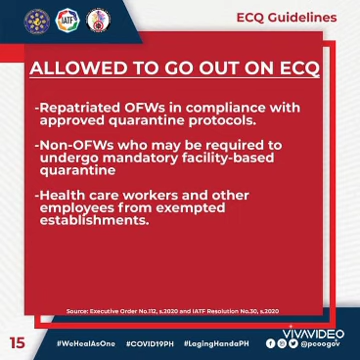 IATF
ECQ Guidelines
ALLOWED TO GO OUT ON ECQ
-Repatriated OFWs in compliance with
approved quarantine protocols.
-Non-OFWs who may be required to
undergo mandatory facility-based
quarantine
-Health care workers and other
employees from exempted
establishments.
Source: Executive Order No.112, s.2020 and IATF Resolution No.30, s.2020
VIVAVIDEO
15 #WeHealAsOne #COVID19PH #LagingHandaPH @pcoogov